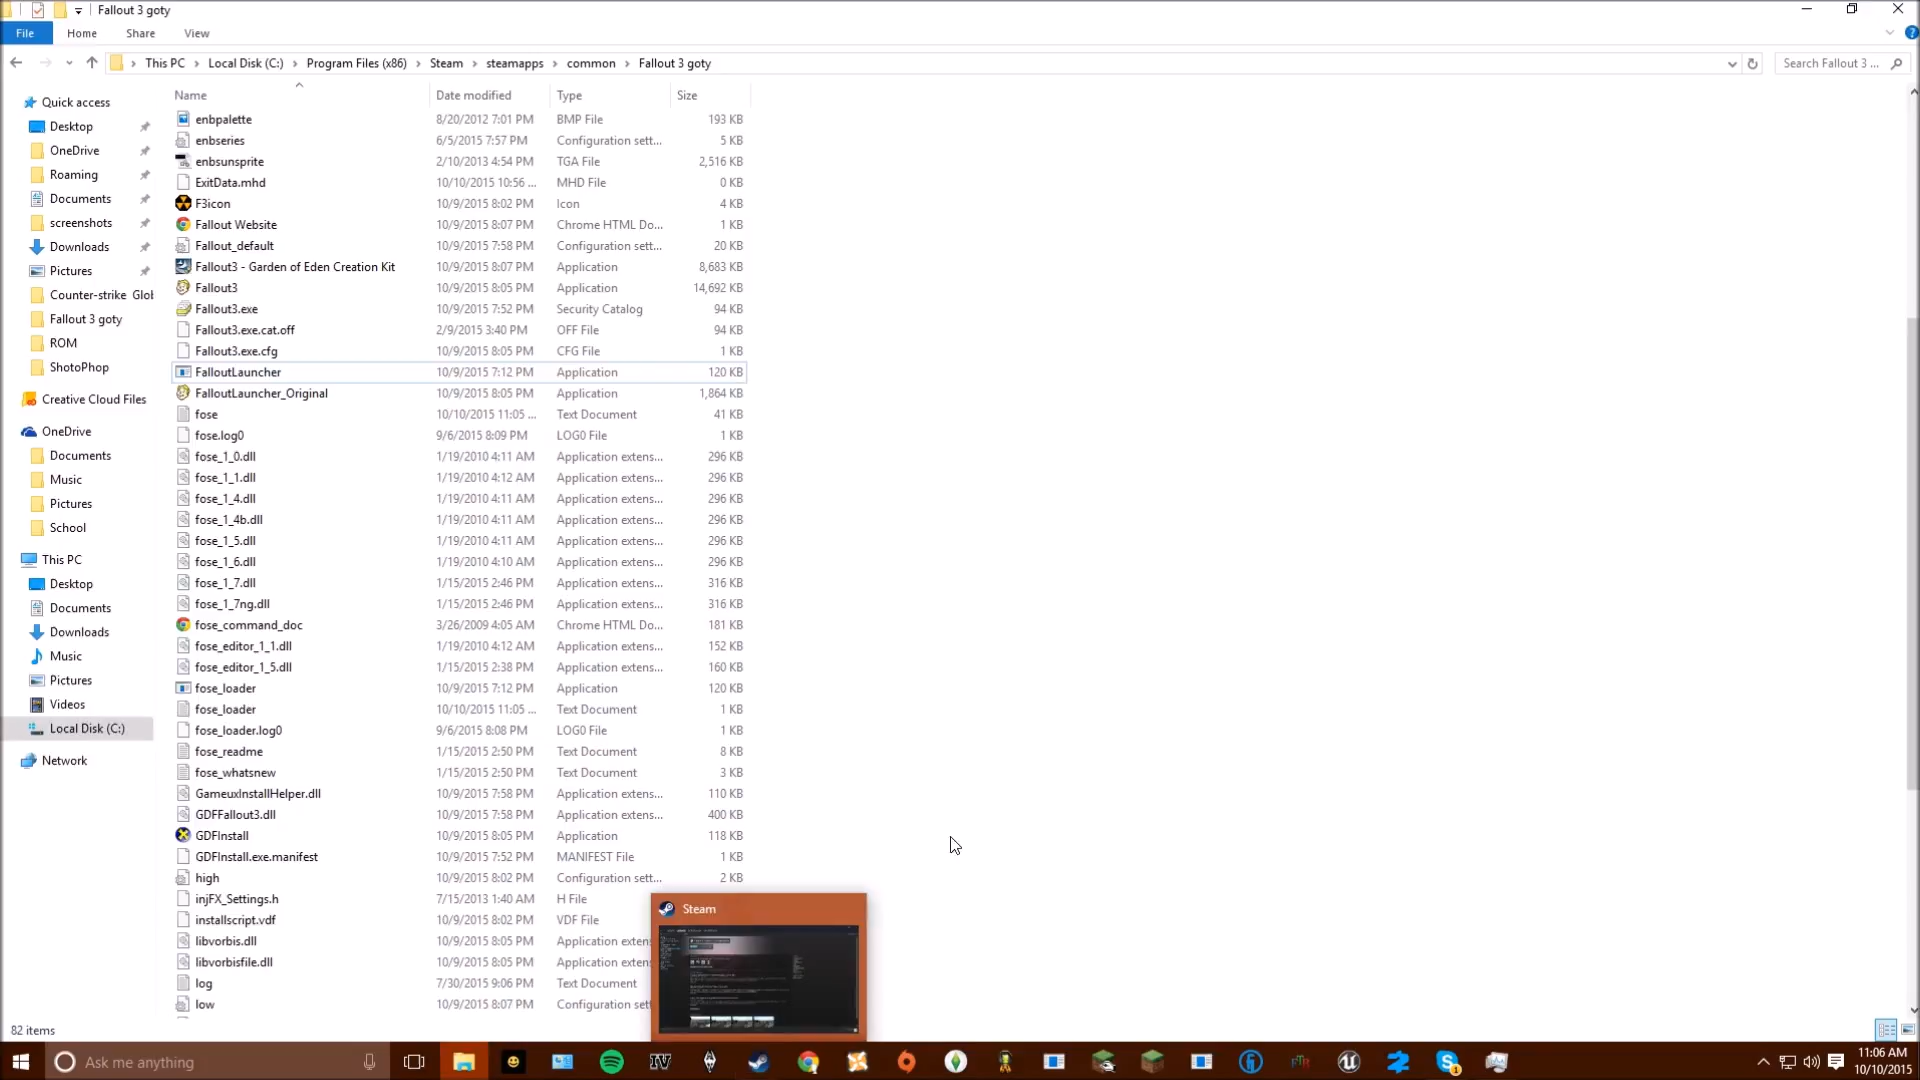 Fallout 3 goty
File Home Share View
This PC Local Disk (C:) Program Files (x86) Steam steamapps common Fallout 3 goty
Search Fallout 3 ...
Quick access
Desktop
OneDrive
Roaming
Documents
screenshots
Downloads
Pictures
Counter-strike Glob
Fallout 3 goty
ROM
ShotoPhop
Creative Cloud Files
OneDrive
Documents
Music
Pictures
School
This PC
Desktop
Documents
Downloads
Music
Pictures
Videos
Local Disk (C:)
Network
Name Date modified Type Size
enbpalette 8/20/2012 7:01 PM BMP File 193 KB
enbseries 6/5/2015 7:57 PM Configuration sett... 5 KB
enbsunsprite 2/10/2013 4:54 PM TGA File 2,516 KB
ExitData.mhd 10/10/2015 10:56 ... MHD File 0 KB
F3icon 10/9/2015 8:02 PM Icon 4 KB
Fallout Website 10/9/2015 8:07 PM Chrome HTML Do... 1 KB
Fallout_default 10/9/2015 7:58 PM Configuration sett... 20 KB
Fallout3 - Garden of Eden Creation Kit 10/9/2015 8:07 PM Application 8,683 KB
Fallout3 10/9/2015 8:05 PM Application 14,692 KB
Fallout3.exe 10/9/2015 7:52 PM Security Catalog 94 KB
Fallout3.exe.cat.off 2/9/2015 3:40 PM OFF File 94 KB
Fallout3.exe.cfg 10/9/2015 8:05 PM CFG File 1 KB
FalloutLauncher 10/9/2015 7:12 PM Application 120 KB
FalloutLauncher_Original 10/9/2015 8:05 PM Application 1,864 KB
fose 10/10/2015 11:05 ... Text Document 41 KB
fose.log0 9/6/2015 8:09 PM LOG0 File 1 KB
fose_1_0.dll 1/19/2010 4:11 AM Application extens... 296 KB
fose_1_1.dll 1/19/2010 4:12 AM Application extens... 296 KB
fose_1_4.dll 1/19/2010 4:11 AM Application extens... 296 KB
fose_1_4b.dll 1/19/2010 4:11 AM Application extens... 296 KB
fose_1_5.dll 1/19/2010 4:11 AM Application extens... 296 KB
fose_1_6.dll 1/19/2010 4:10 AM Application extens... 296 KB
fose_1_7.dll 1/15/2015 2:46 PM Application extens... 316 KB
fose_1_7ng.dll 1/15/2015 2:46 PM Application extens... 316 KB
fose_command_doc 3/26/2009 4:05 AM Chrome HTML Do... 181 KB
fose_editor_1_1.dll 1/19/2010 4:12 AM Application extens... 152 KB
fose_editor_1_5.dll 1/15/2015 2:38 PM Application extens... 160 KB
fose_loader 10/9/2015 7:12 PM Application 120 KB
fose_loader 10/10/2015 11:05 ... Text Document 1 KB
fose_loader.log0 9/6/2015 8:08 PM LOG0 File 1 KB
fose_readme 1/15/2015 2:50 PM Text Document 8 KB
fose_whatsnew 1/15/2015 2:50 PM Text Document 3 KB
GameuxInstallHelper.dll 10/9/2015 7:58 PM Application extens... 110 KB
GDFFallout3.dll 10/9/2015 7:58 PM Application extens... 400 KB
GDFInstall 10/9/2015 8:05 PM Application 118 KB
GDFInstall.exe.manifest 10/9/2015 7:52 PM MANIFEST File 1 KB
high 10/9/2015 8:02 PM Configuration sett... 2 KB
injFX_Settings.h 7/15/2013 1:40 AM H File
installscript.vdf 10/9/2015 8:02 PM VDF File
libvorbis.dll 10/9/2015 8:05 PM Application exten
libvorbisfile.dll 10/9/2015 8:05 PM Application exten
log 7/30/2015 9:06 PM Text Document
low 10/9/2015 8:07 PM Configuration sett
Steam
82 items
Ask me anything
11:06 AM
10/10/2015